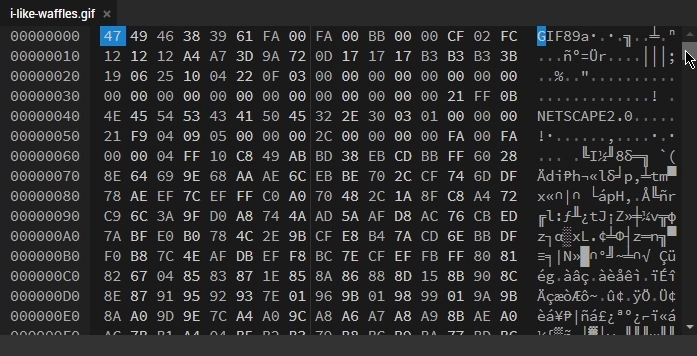 i-like-waffles.gif ×
00000000 47 49 46 38 39 61 FA 00 FA 00 BB 00 00 CF 02 FC GIF89a·.·.╗..╧.ⁿ
00000010 12 12 12 A4 A7 3D 9A 72 0D 17 17 17 B3 B3 B3 3B ...ñº=Ür....│││;
00000020 19 06 25 10 04 22 0F 03 00 00 00 00 00 00 00 00 ..%.."..........
00000030 00 00 00 00 00 00 00 00 00 00 00 00 00 21 FF 0B .............! .
00000040 4E 45 54 53 43 41 50 45 32 2E 30 03 01 00 00 00 NETSCAPE2.0.....
00000050 21 F9 04 09 05 00 00 00 2C 00 00 00 00 FA 00 FA !·......,....·.·
00000060 00 00 04 FF 10 C8 49 AB BD 38 EB CD BB FF 60 28 ... .╚I½╜8δ═╗ `(
00000070 8E 64 69 9E 68 AA AE 6C EB BE 70 2C CF 74 6D DF Ädi₧h¬«lδ╛p,╧tm▀
00000080 78 AE EF 7C EF FF C0 A0 70 48 2C 1A 8F C8 A4 72 x«∩|∩ └ápH,.Å╚ñr
00000090 C9 6C 3A 9F D0 A8 74 4A AD 5A AF D8 AC 76 CB ED ╔l:ƒ╨¿tJ¡Z»╪¼v╦φ
000000A0 7A BF E0 B0 78 4C 2E 9B CF E8 B4 7A CD 6E BB DF z┐α░xL.¢╧Φ┤z═n╗▀
000000B0 F0 B8 7C 4E AF DB EF BC 7E CF EF FB FF 80 81 ≡╕|N»█∩╝~╧∩√ Çü
000000C0 82 67 04 85 83 87 1E 85 8A 86 88 8D 15 8B 90 8C ég.àâç.àèåêì.ïÉî
000000D0 8E 87 91 95 92 93 7E 01 96 9B 01 98 99 01 9A 9B ÄçæòÆô~.û¢.ÿÖ.Ü¢
000000E0 8A A0 9D 9E 7C A4 A0 9C A8 A6 A7 A9 8B AE A0 èá¥₧|ñá£¿ª º⌐ï«á